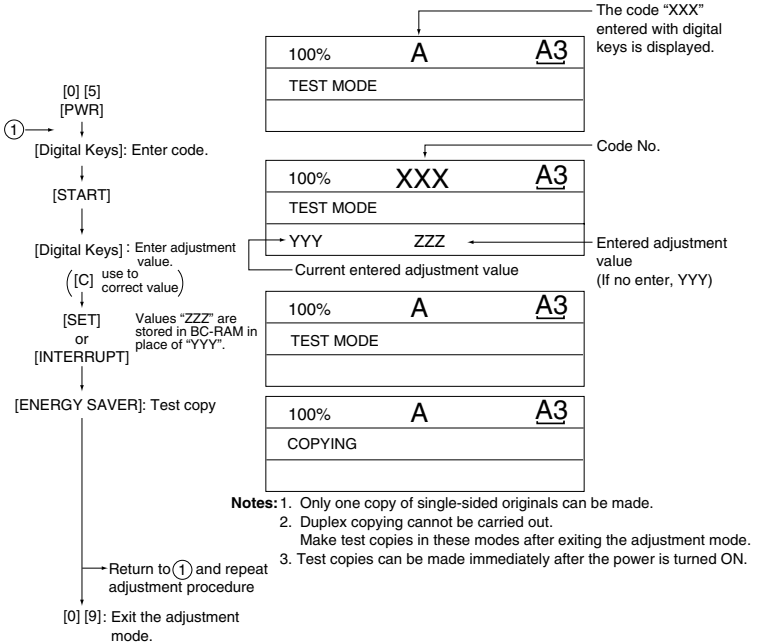 The code “XXX”
entered with digital
keys is displayed.
100% A A3
TEST MODE
[0] [5]
[PWR]
1
[Digital Keys]: Enter code.
Code No.
[START]
100% XXX A3
TEST MODE
YYY ZZZ
[Digital Keys] : Enter adjustment
value.
Entered adjustment
value
(If no enter, YYY)
Current entered adjustment value
([C] use to
correct value)
[SET]
or
[INTERRUPT]
Values “ZZZ” are
stored in BC-RAM in
place of “YYY”.
100% A A3
TEST MODE
[ENERGY SAVER]: Test copy
100% A A3
COPYING
Notes: 1. Only one copy of single-sided originals can be made.
2. Duplex copying cannot be carried out.
Make test copies in these modes after exiting the adjustment mode.
3. Test copies can be made immediately after the power is turned ON.
Return to 1 and repeat
adjustment procedure
[0] [9]: Exit the adjustment
mode.